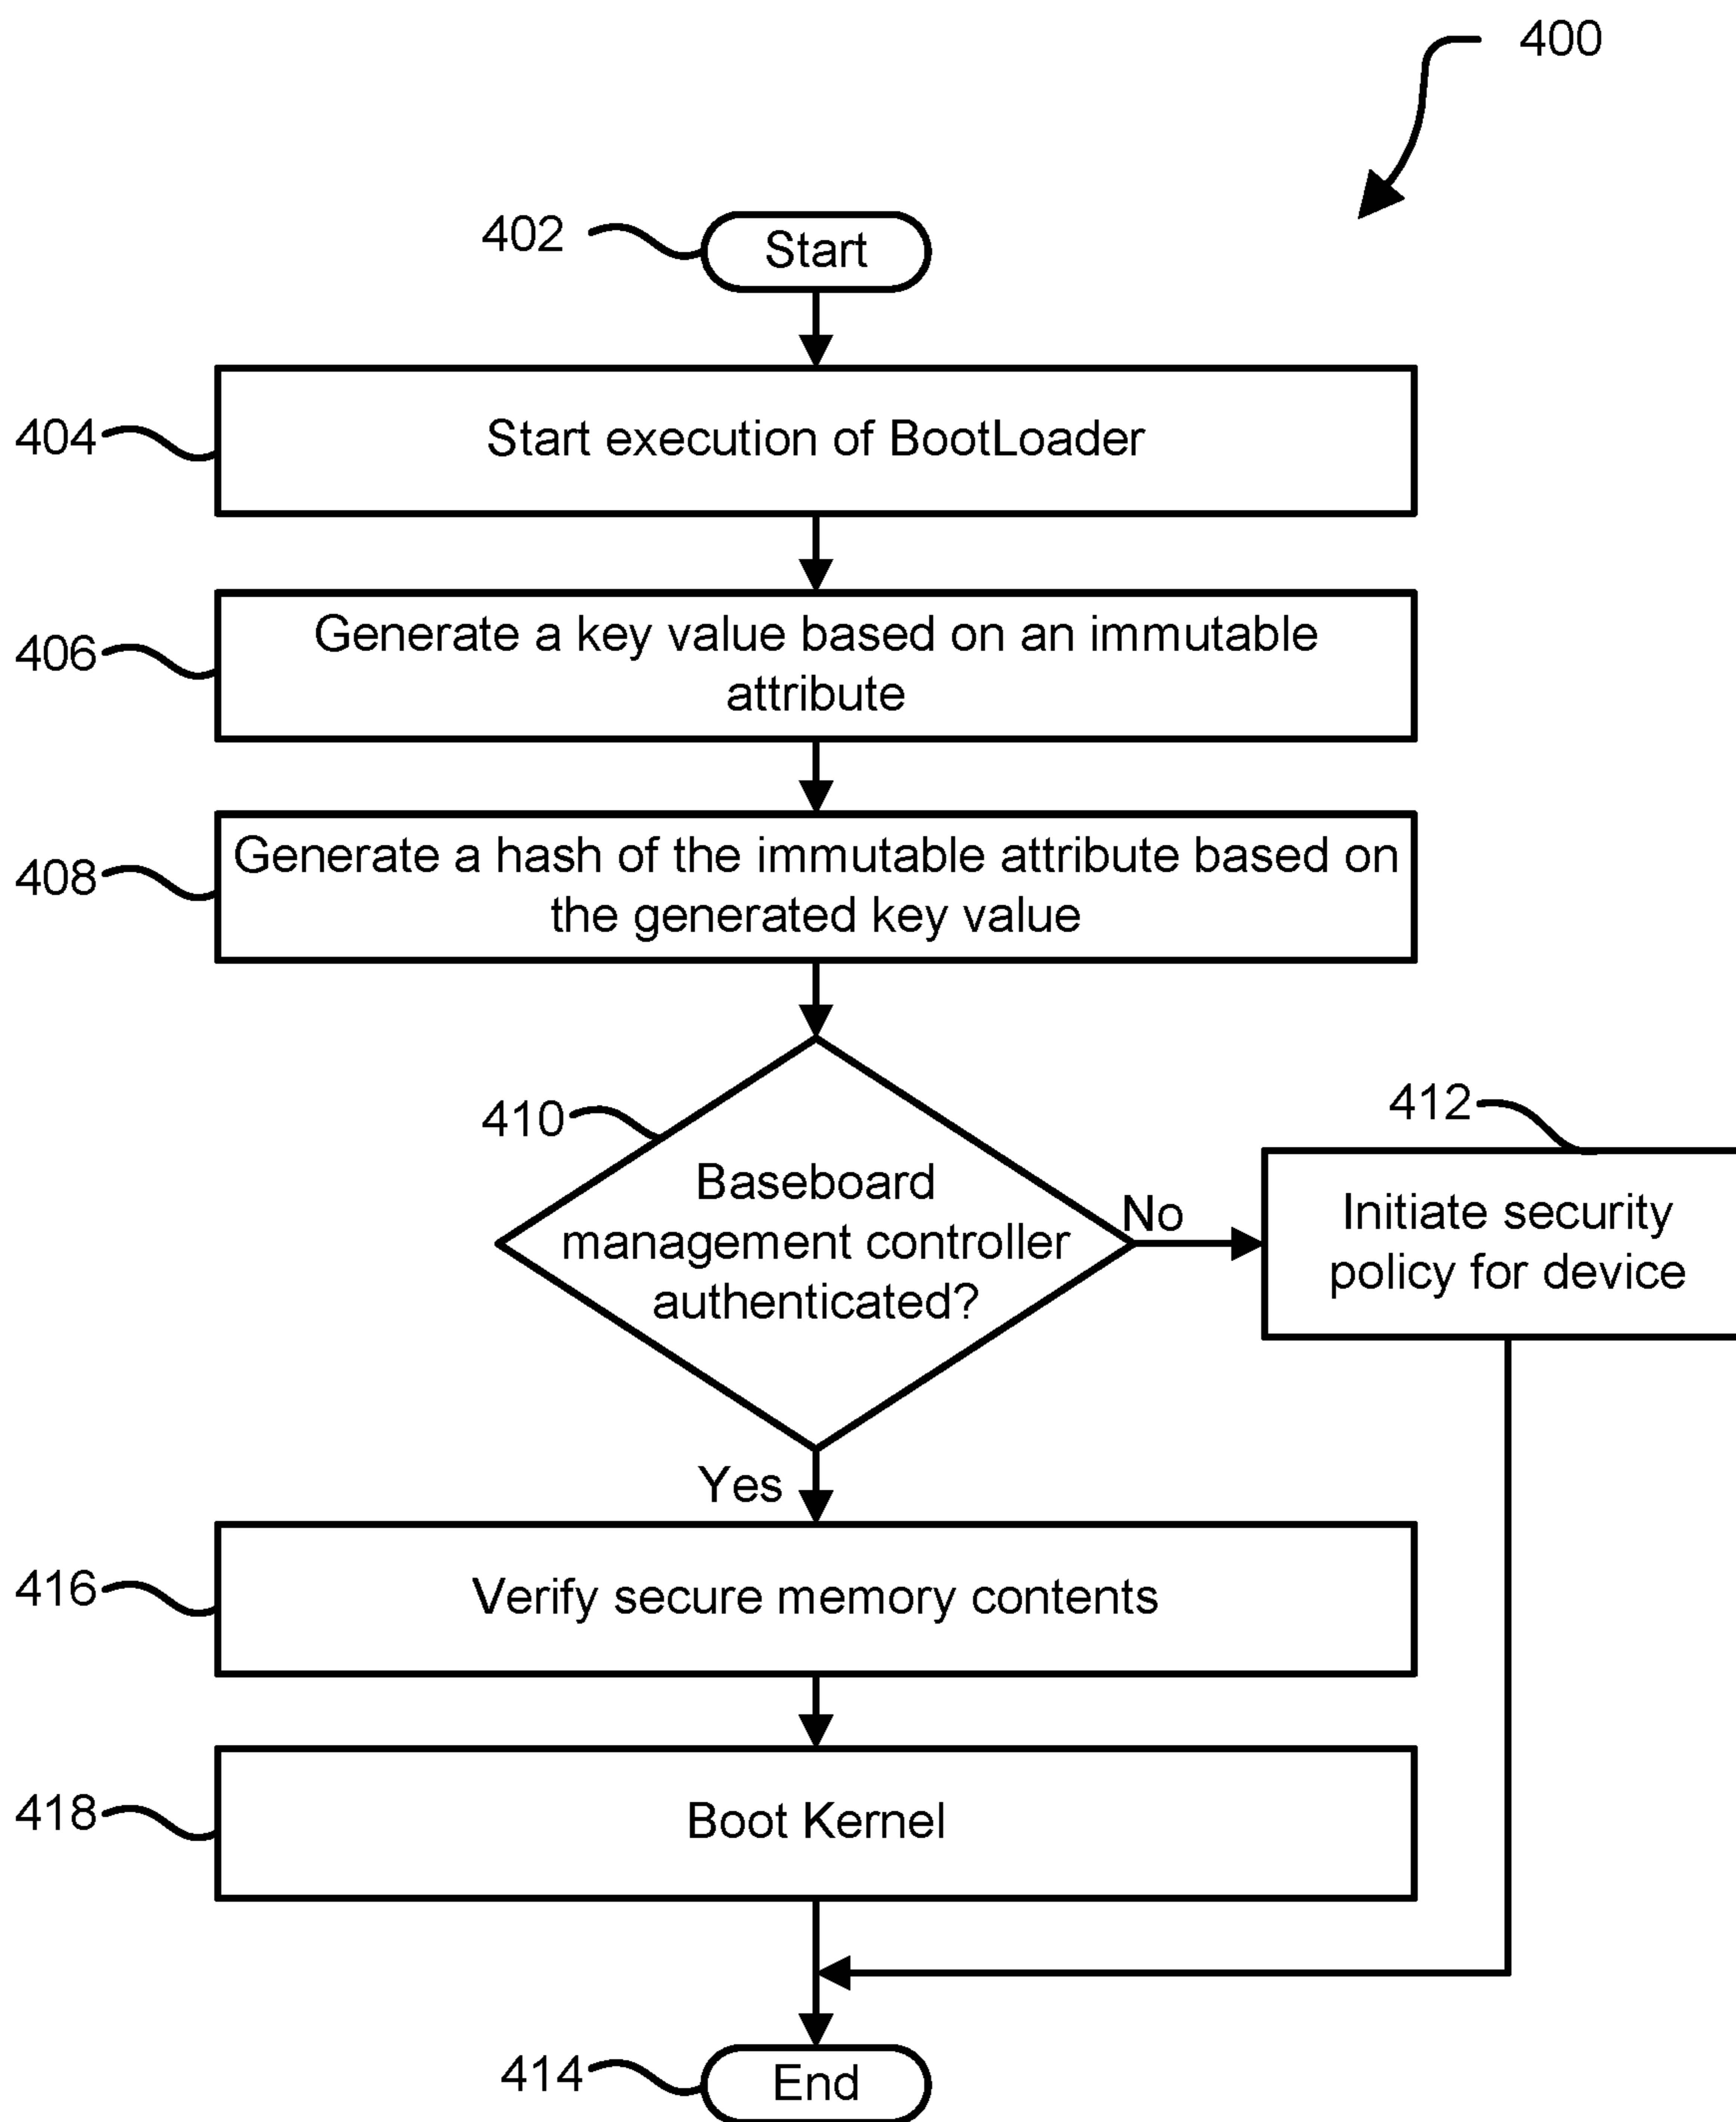 400
402
Start
404
Start execution of BootLoader
406
Generate a key value based on an immutable
attribute
408
Generate a hash of the immutable attribute based on
the generated key value
410
Baseboard
management controller
authenticated?
No
412
Initiate security
policy for device
Yes
416
Verify secure memory contents
418
Boot Kernel
414
End